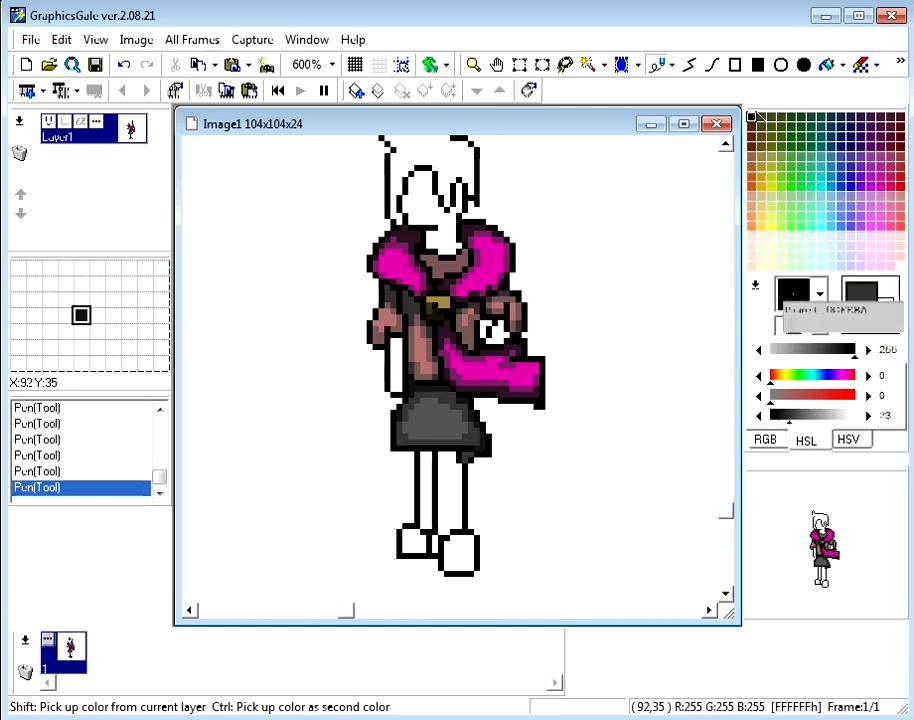 GraphicsGale ver.2.08.21
File Edit View Image All Frames Capture Window Help
600%
Image1 104x104x24
Layer1
X:92 Y:35
Pen(Tool)
Pen(Tool)
Pen(Tool)
Pen(Tool)
Pen(Tool)
Pen(Tool)
255
0
0
23
RGB HSL HSV
1
Shift: Pick up color from current layer Ctrl: Pick up color as second color
( 92,35 ) R:255 G:255 B:255 [FFFFFFh] Frame:1/1